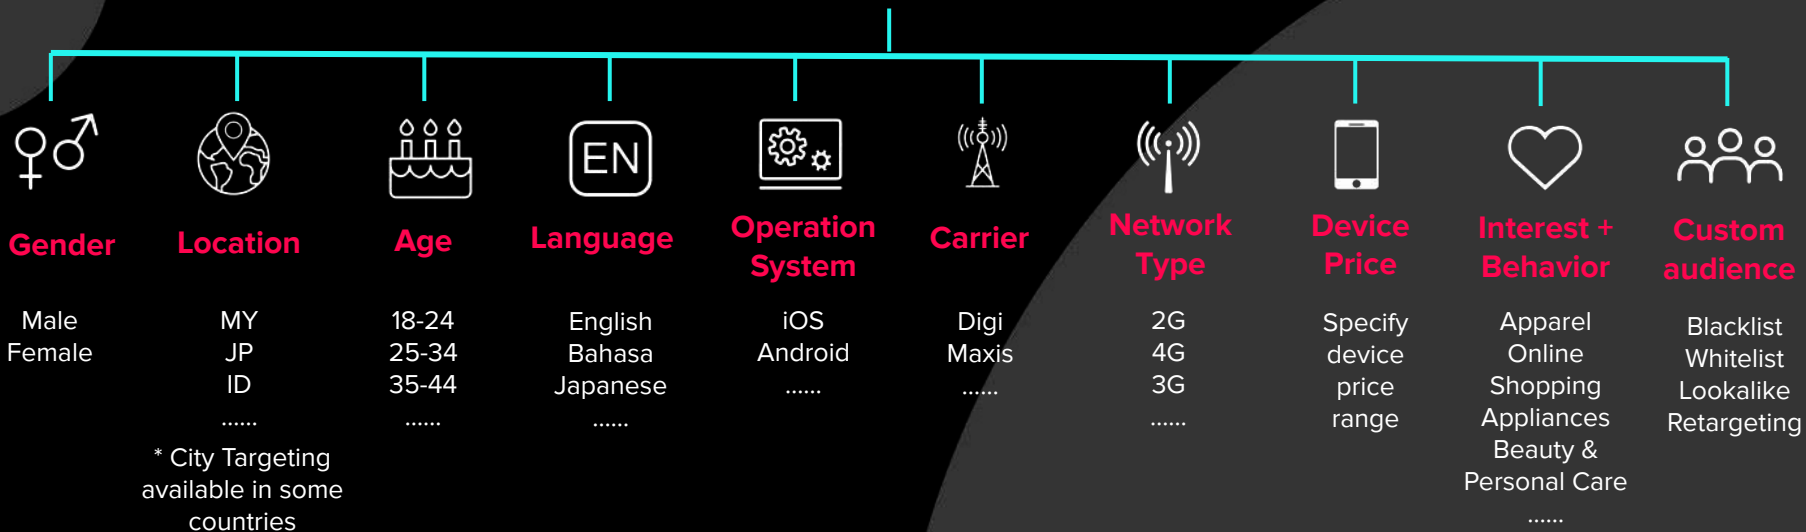 Gender
Male
Female
Location
MY
JP
ID
......
* City Targeting
available in some
countries
Age
18-24
25-34
35-44
......
EN
Language
English
Bahasa
Japanese
......
Operation
System
iOS
Android
......
Carrier
Digi
Maxis
......
Network
Type
2G
4G
3G
......
Device
Price
Specify
device
price
range
Interest +
Behavior
Apparel
Online
Shopping
Appliances
Beauty &
Personal Care
......
Custom
audience
Blacklist
Whitelist
Lookalike
Retargeting